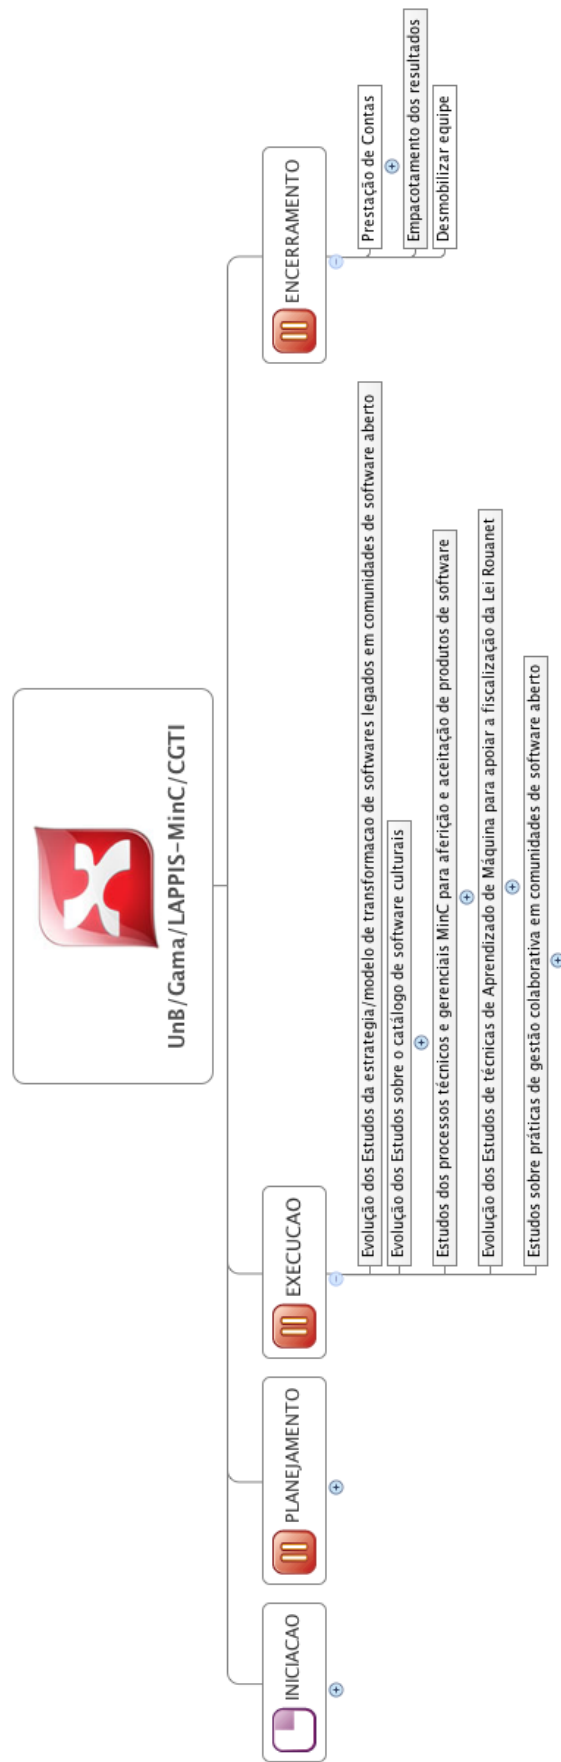 UnB/Gama/LAPPIS-MinC/CGTI
INICIACAO
PLANEJAMENTO
EXECUCAO
Evolução dos Estudos da estrategia/modelo de transformacao de softwares legados em comunidades de software aberto
Evolução dos Estudos sobre o catálogo de software culturais
Estudos dos processos técnicos e gerenciais MinC para aferição e aceitação de produtos de software
Evolução dos Estudos de técnicas de Aprendizado de Máquina para apoiar a fiscalização da Lei Rouanet
Estudos sobre práticas de gestão colaborativa em comunidades de software aberto
ENCERRAMENTO
Prestação de Contas
Empacotamento dos resultados
Desmobilizar equipe